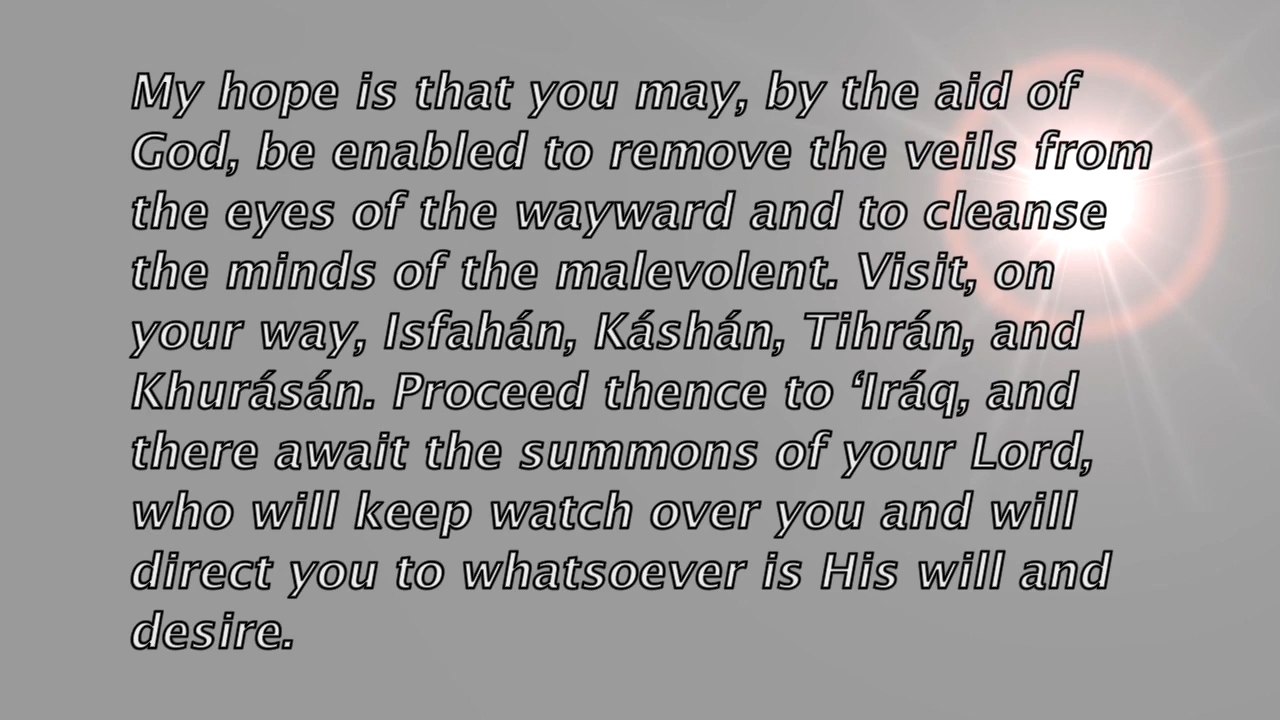 My hope is that you may, by the aid of
God, be enabled to remove the veils from
the eyes of the wayward and to cleanse
the minds of the malevolent. Visit, on
your way, Isfahán, Káshán, Tihrán, and
Khurásán. Proceed thence to ‘Iráq, and
there await the summons of your Lord,
who will keep watch over you and will
direct you to whatsoever is His will and
desire.